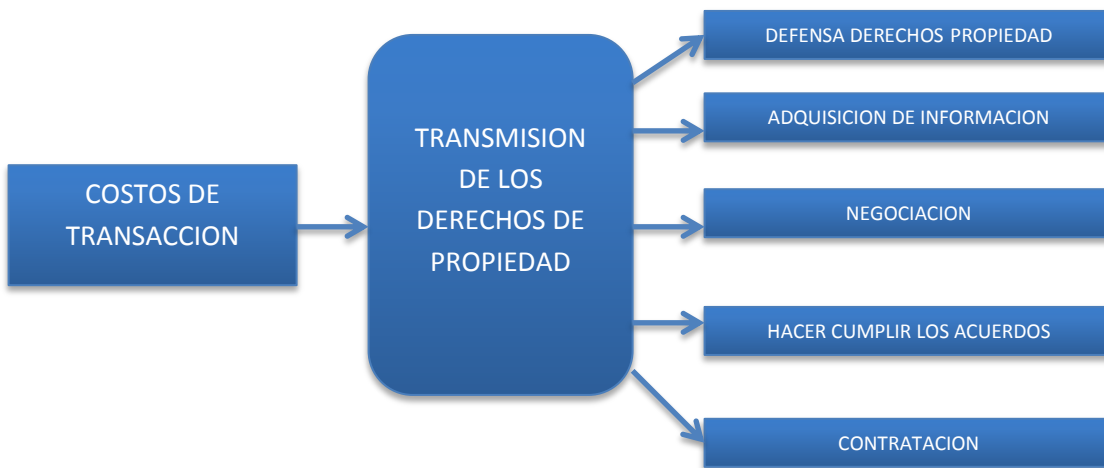 COSTOS DE
TRANSACCION
TRANSMISION
DE LOS
DERECHOS DE
PROPIEDAD
DEFENSA DERECHOS PROPIEDAD
ADQUISICION DE INFORMACION
NEGOCIACION
HACER CUMPLIR LOS ACUERDOS
CONTRATACION